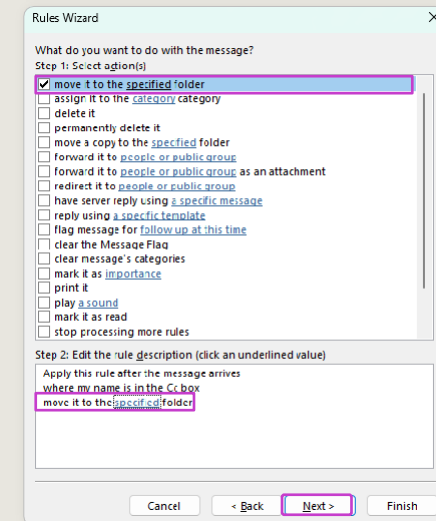 Rules Wizard
What do you want to do with the message?
Step 1: Select action(s)
move it to the specified folder
assign it to the category category
delete it
permanently delete it
move a copy to the specified folder
forward it to people or public group
forward it to people or public group as an attachment
redirect it to people or public group
have server reply using a specific message
reply using a specific template
flag message for follow up at this time
clear the Message Flag
clear message's categories
mark it as importance
print it
play a sound
mark it as read
stop processing more rules
Step 2: Edit the rule description (click an underlined value)
Apply this rule after the message arrives
where my name is in the Cc box
move it to the specified folder
Cancel
< Back
Next >
Finish